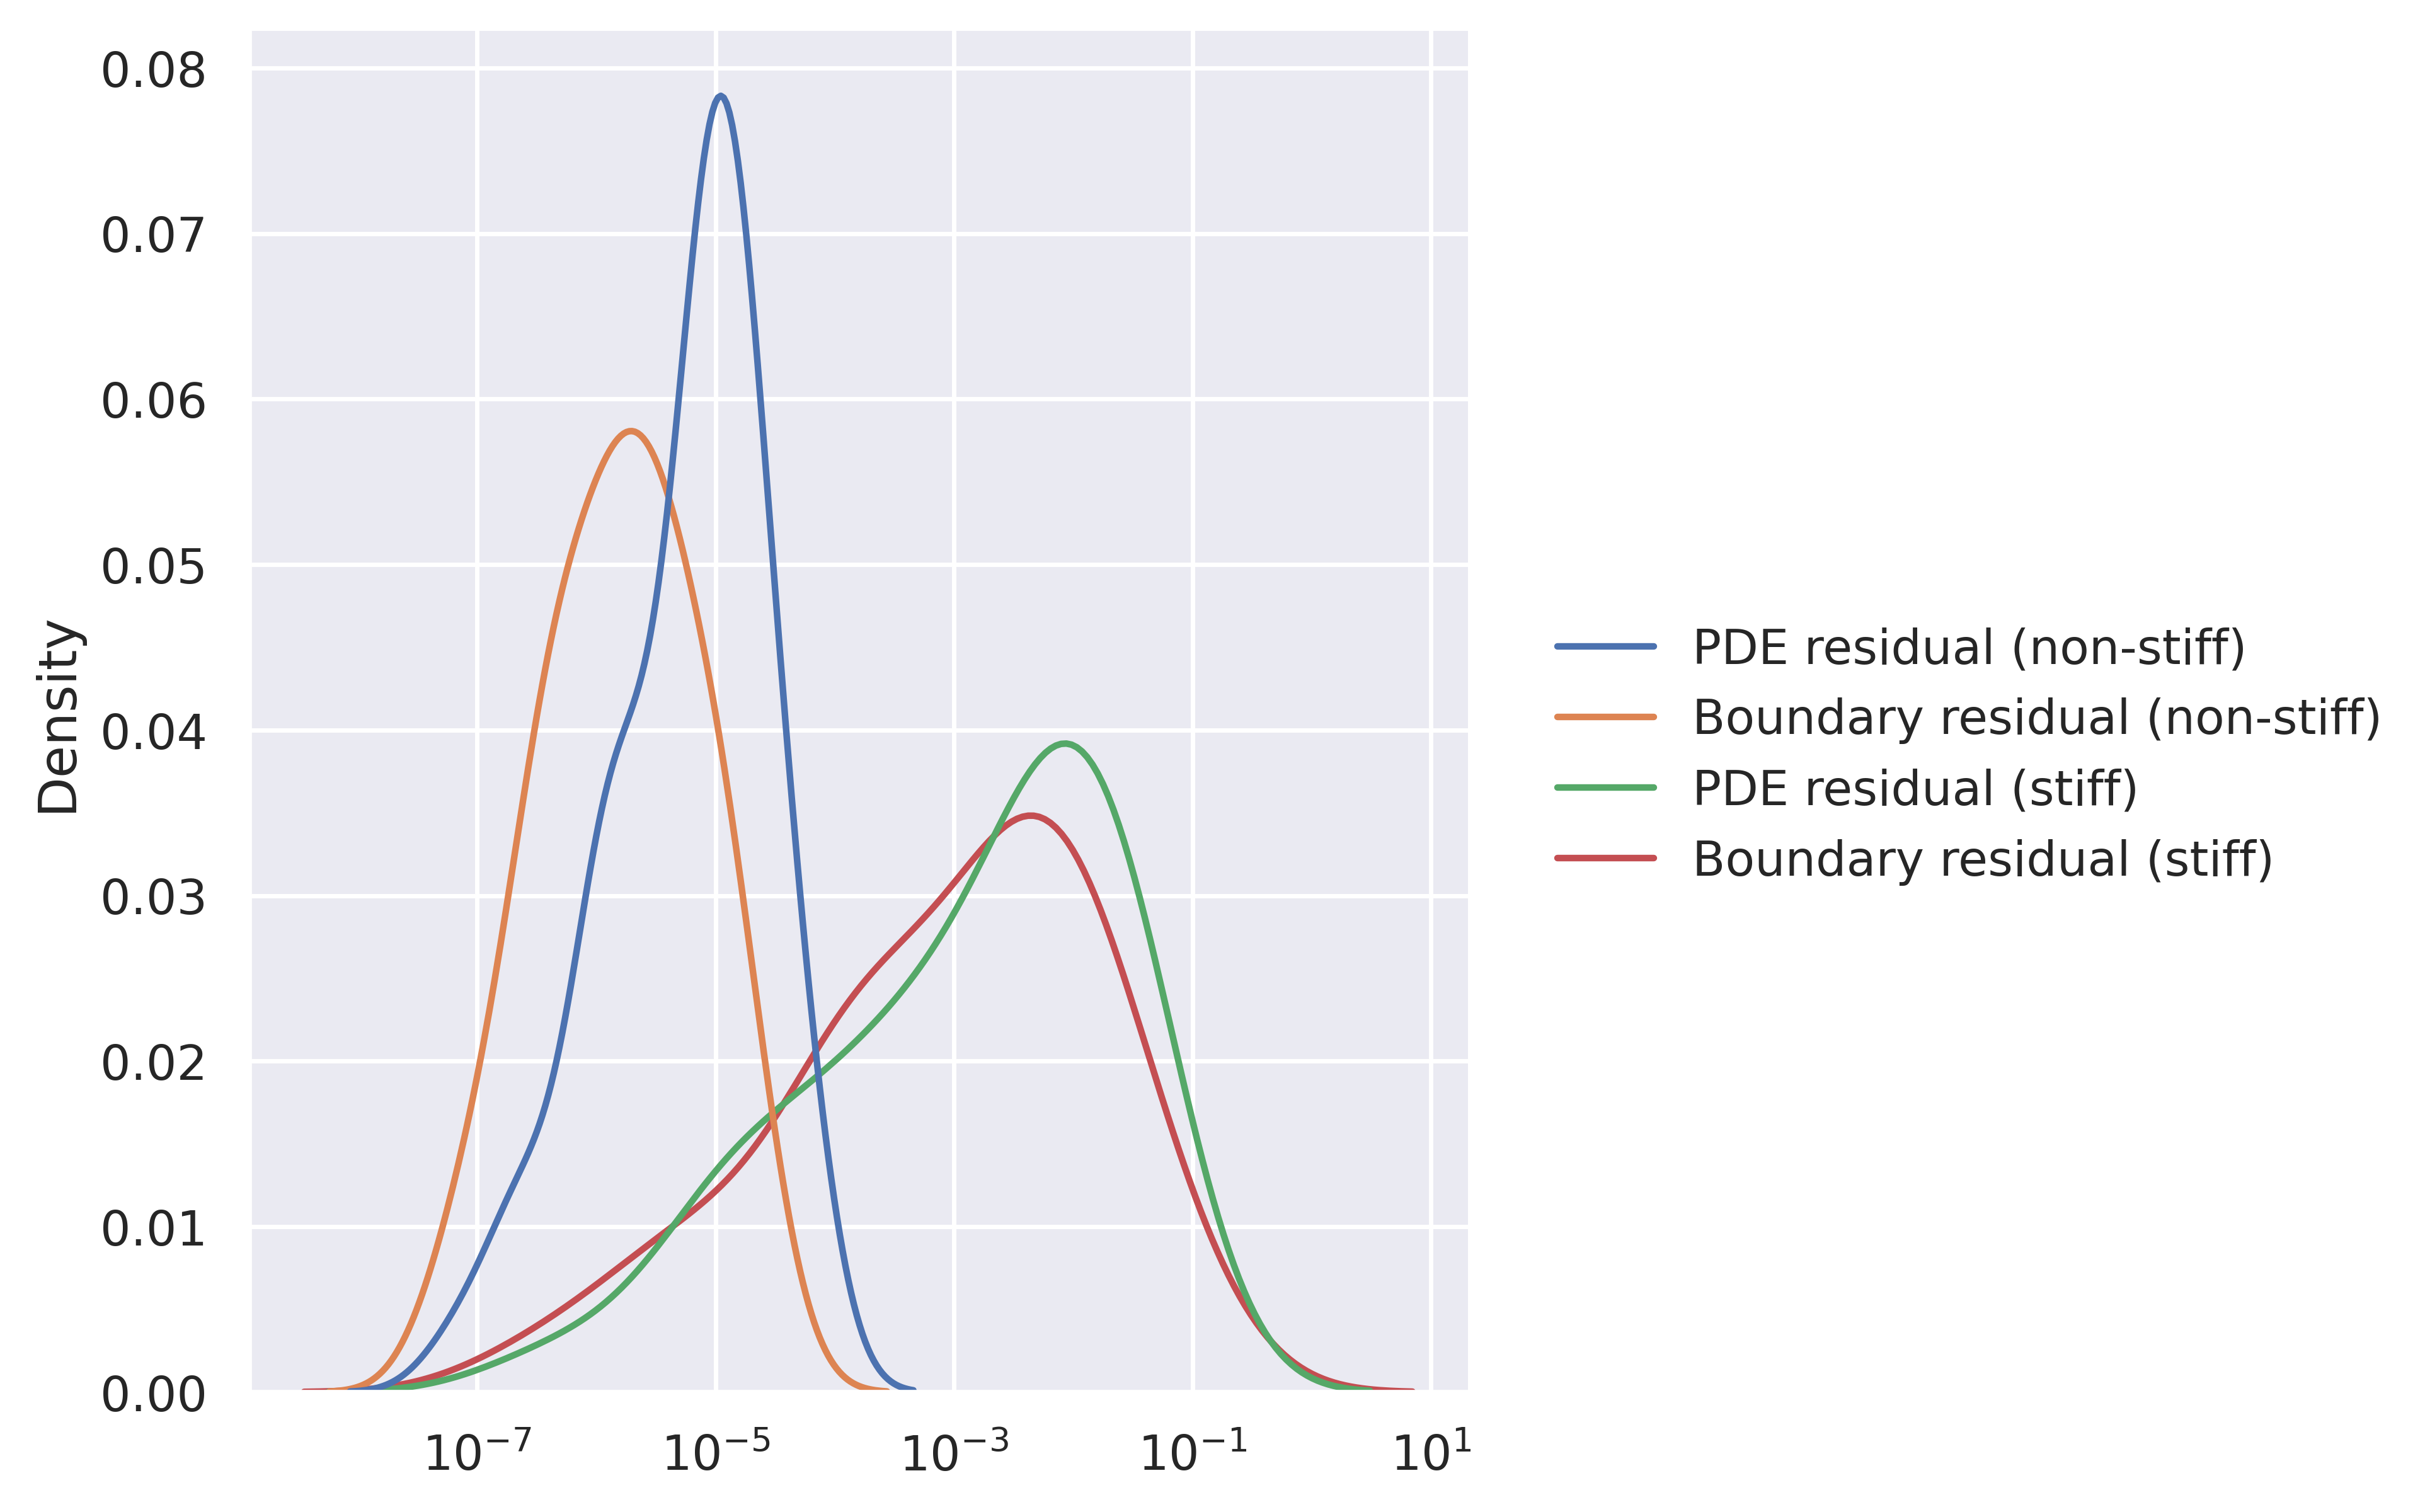 0.08
0.07
0.06
0.05
0.04
0.03
0.02
0.01
0.00
Density
10⁻⁷
10⁻⁵
10⁻³
10⁻¹
10¹
PDE residual (non-stiff)
Boundary residual (non-stiff)
PDE residual (stiff)
Boundary residual (stiff)